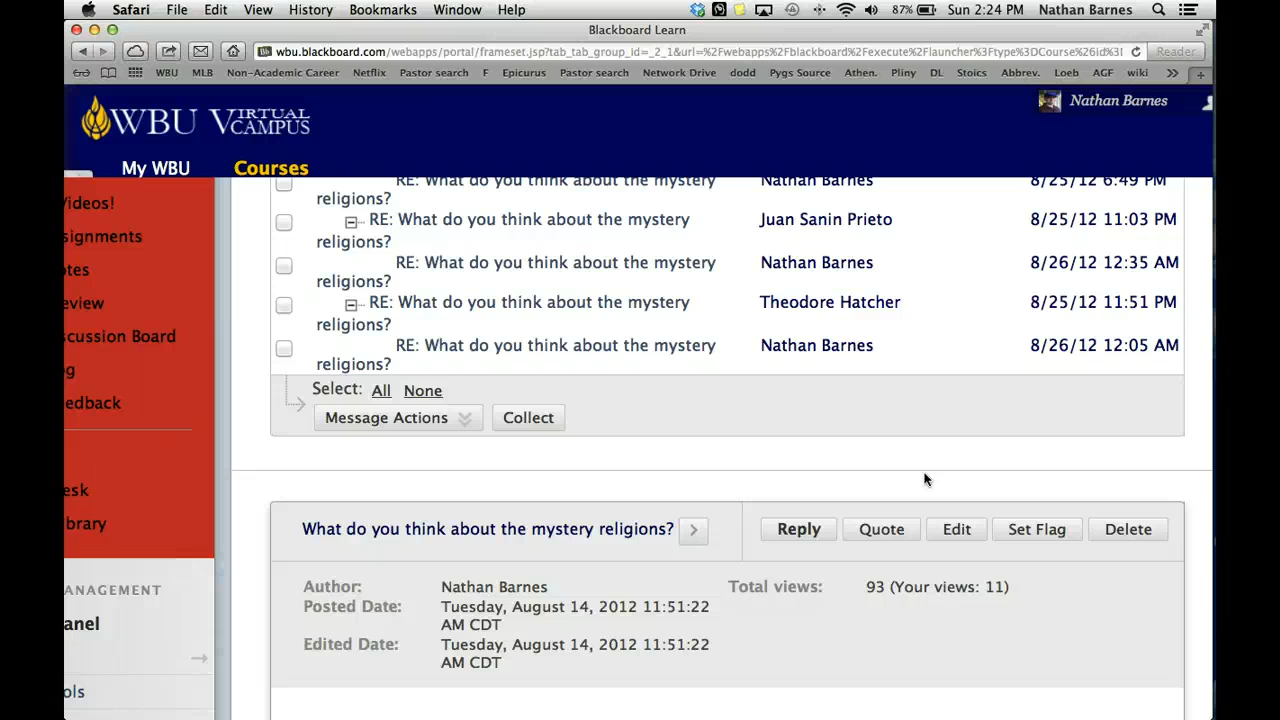 Safari File Edit View History Bookmarks Window Help 87% Sun 2:24 PM Nathan Barnes
Blackboard Learn
wbu.blackboard.com/webapps/portal/frameset.jsp?tab_tab_group_id=_2_1&url=%2Fwebapps%2Fblackboard%2Fexecute%2Flauncher%3Ftype%3DCourse%26id%3D Reader
WBU MLB Non-Academic Career Netflix Pastor search F Epicurus Pastor search Network Drive dodd Pygs Source Athen. Pliny DL Stoics Abbrev. Loeb AGF wiki
WBU VIRTUAL CAMPUS
Nathan Barnes
My WBU Courses
RE: What do you think about the mystery Nathan Barnes 8/25/12 6:49 PM
religions?
Videos!
RE: What do you think about the mystery Juan Sanin Prieto 8/25/12 11:03 PM
signments
religions?
RE: What do you think about the mystery Nathan Barnes 8/26/12 12:35 AM
otes
religions?
eview
RE: What do you think about the mystery Theodore Hatcher 8/25/12 11:51 PM
religions?
scussion Board
RE: What do you think about the mystery Nathan Barnes 8/26/12 12:05 AM
religions?
og
Select: All None
eedback
Message Actions Collect
esk
ibrary
What do you think about the mystery religions? > Reply Quote Edit Set Flag Delete
ANAGEMENT
Author: Nathan Barnes Total views: 93 (Your views: 11)
Posted Date: Tuesday, August 14, 2012 11:51:22
AM CDT
anel
Edited Date: Tuesday, August 14, 2012 11:51:22
AM CDT
ols